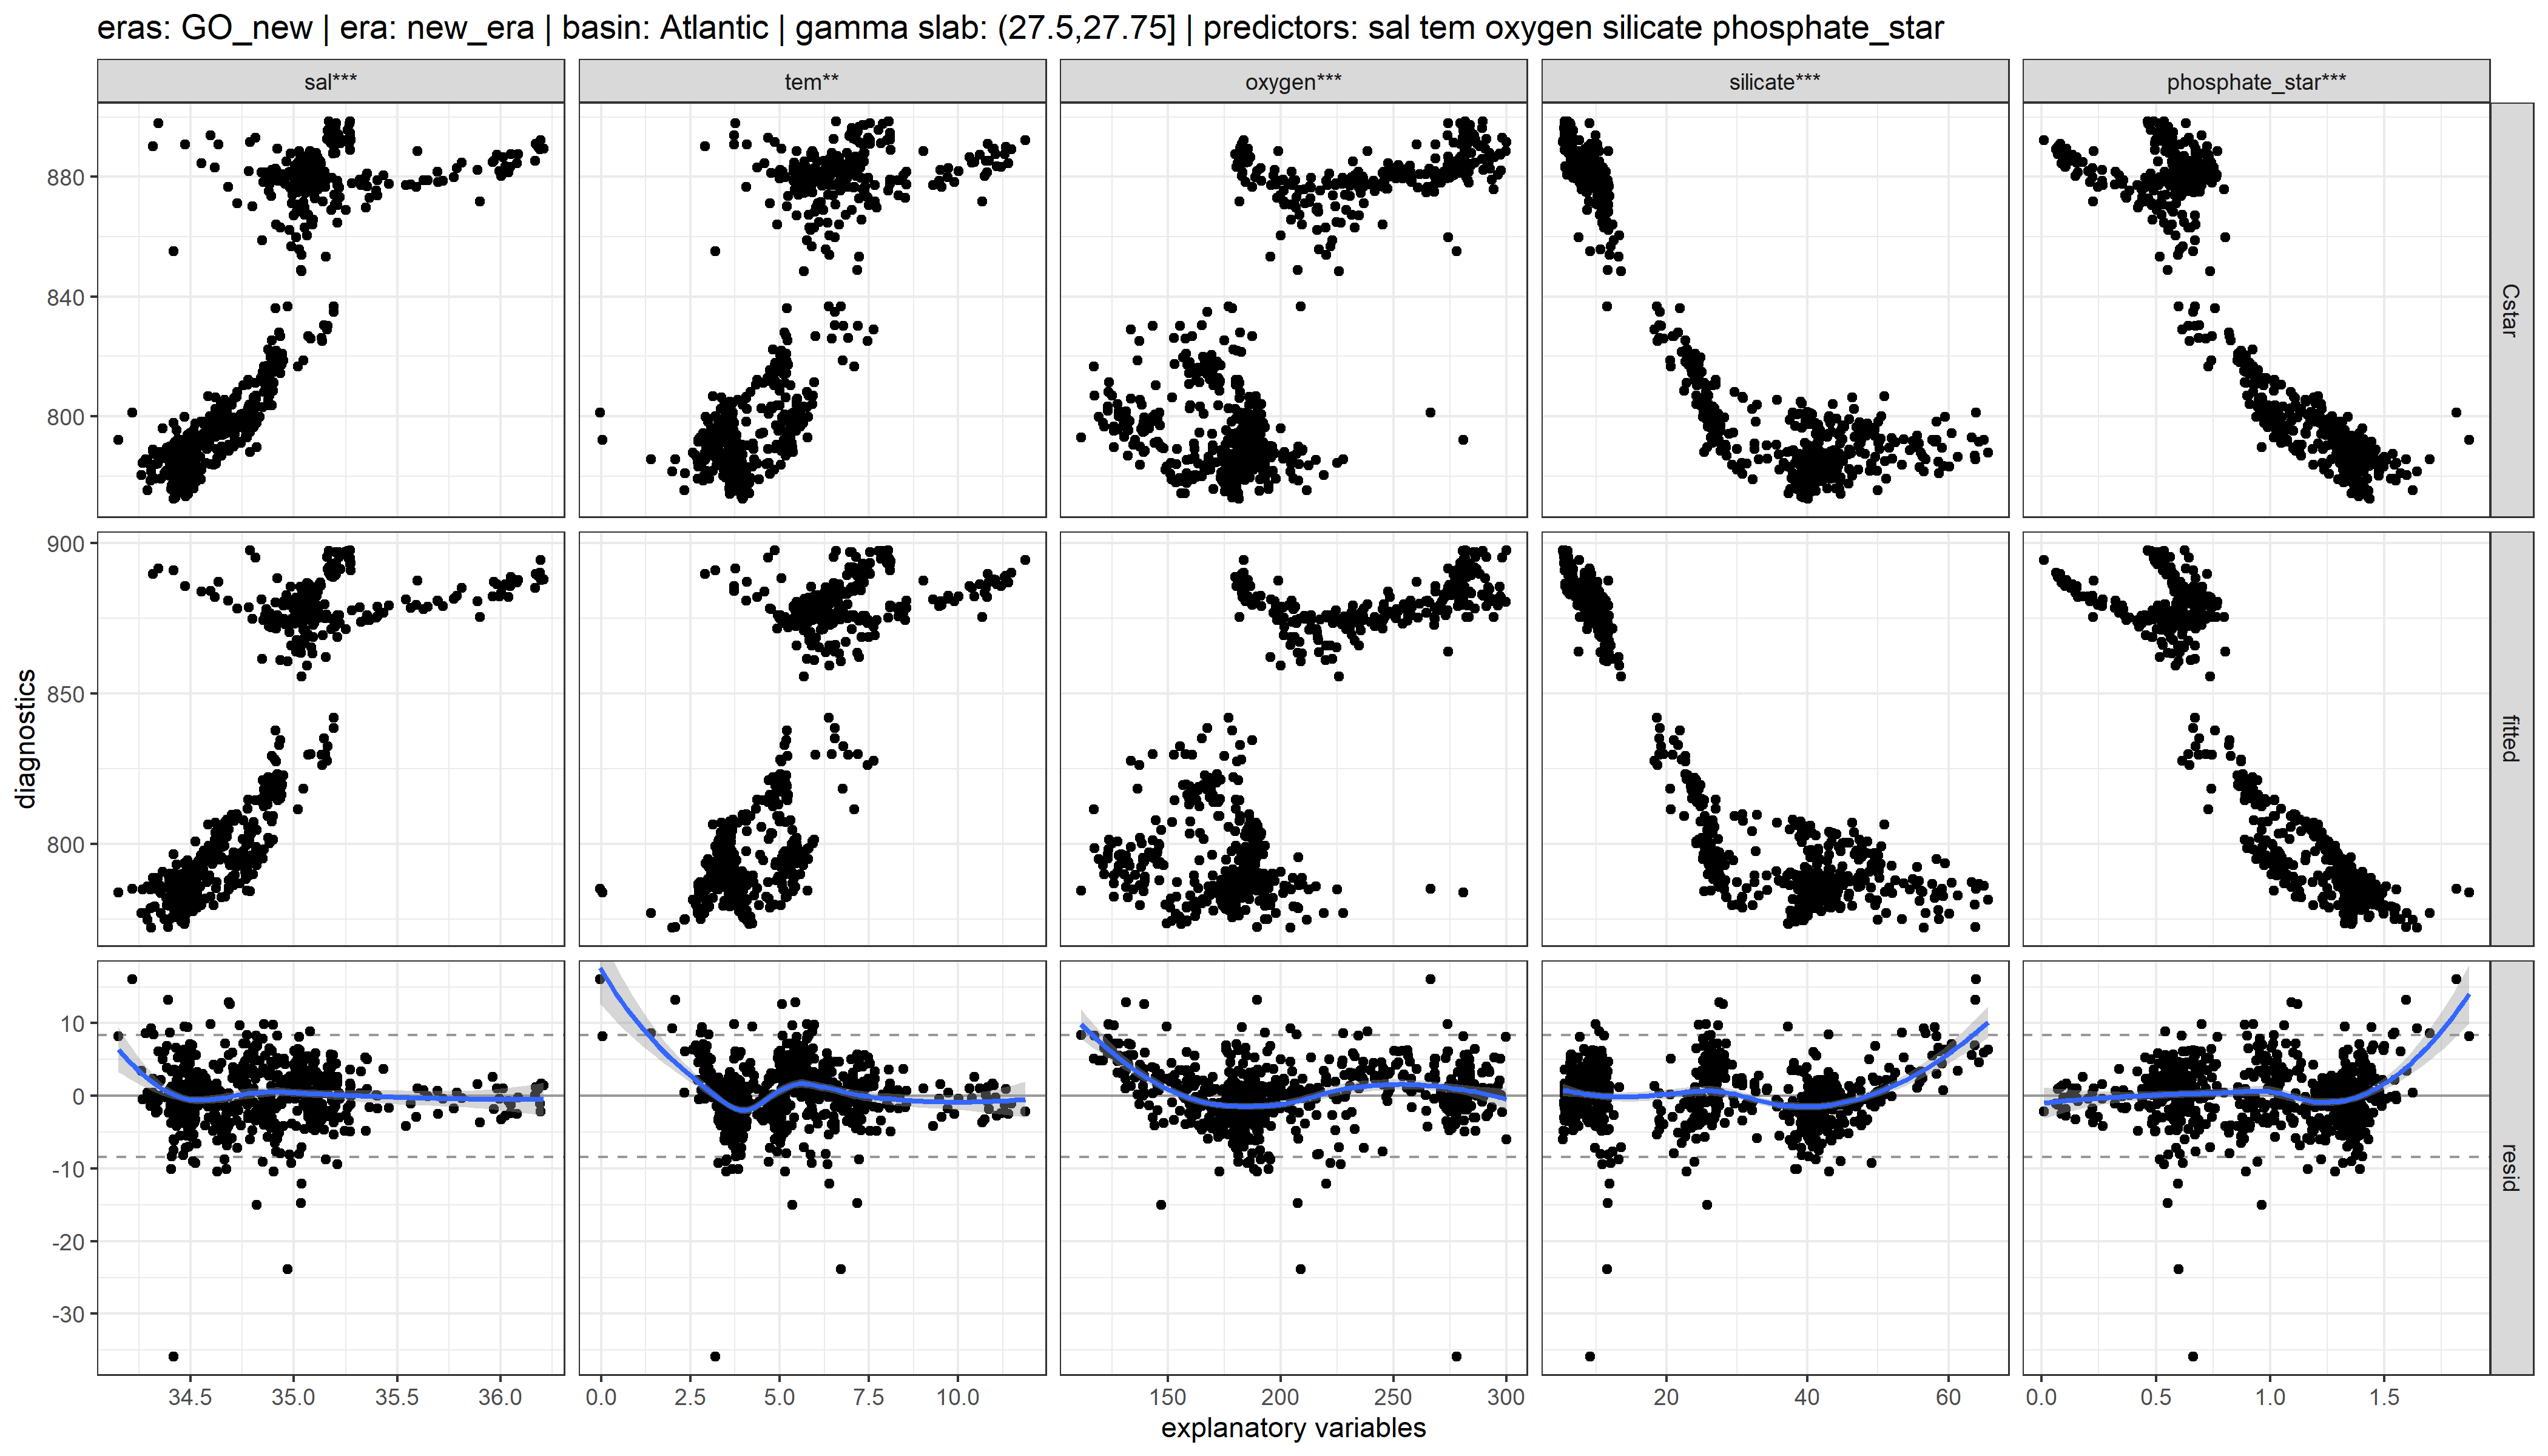 eras: GO_new | era: new_era | basin: Atlantic | gamma slab: (27.5,27.75] | predictors: sal tem oxygen silicate phosphate_star
sal*** tem** oxygen*** silicate*** phosphate_star***
880
840
800
Cstar
900
850
800
fitted
diagnostics
10
0
-10
-20
-30
resid
34.5 35.0 35.5 36.0 0.0 2.5 5.0 7.5 10.0 150 200 250 300 20 40 60 0.0 0.5 1.0 1.5
explanatory variables